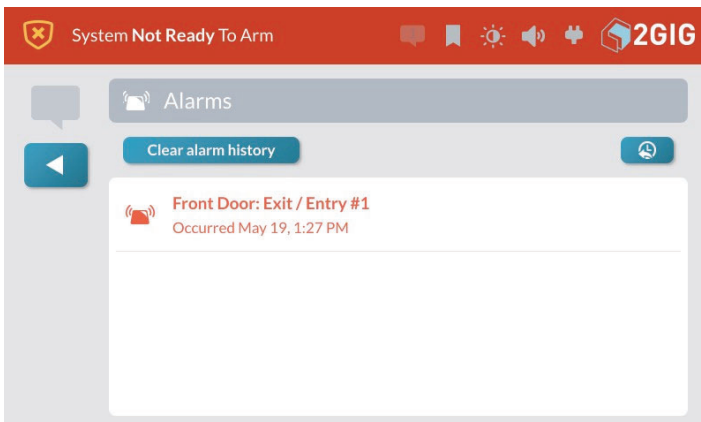 System Not Ready To Arm
2GIG
Alarms
Clear alarm history
Front Door: Exit / Entry #1
Occurred May 19, 1:27 PM